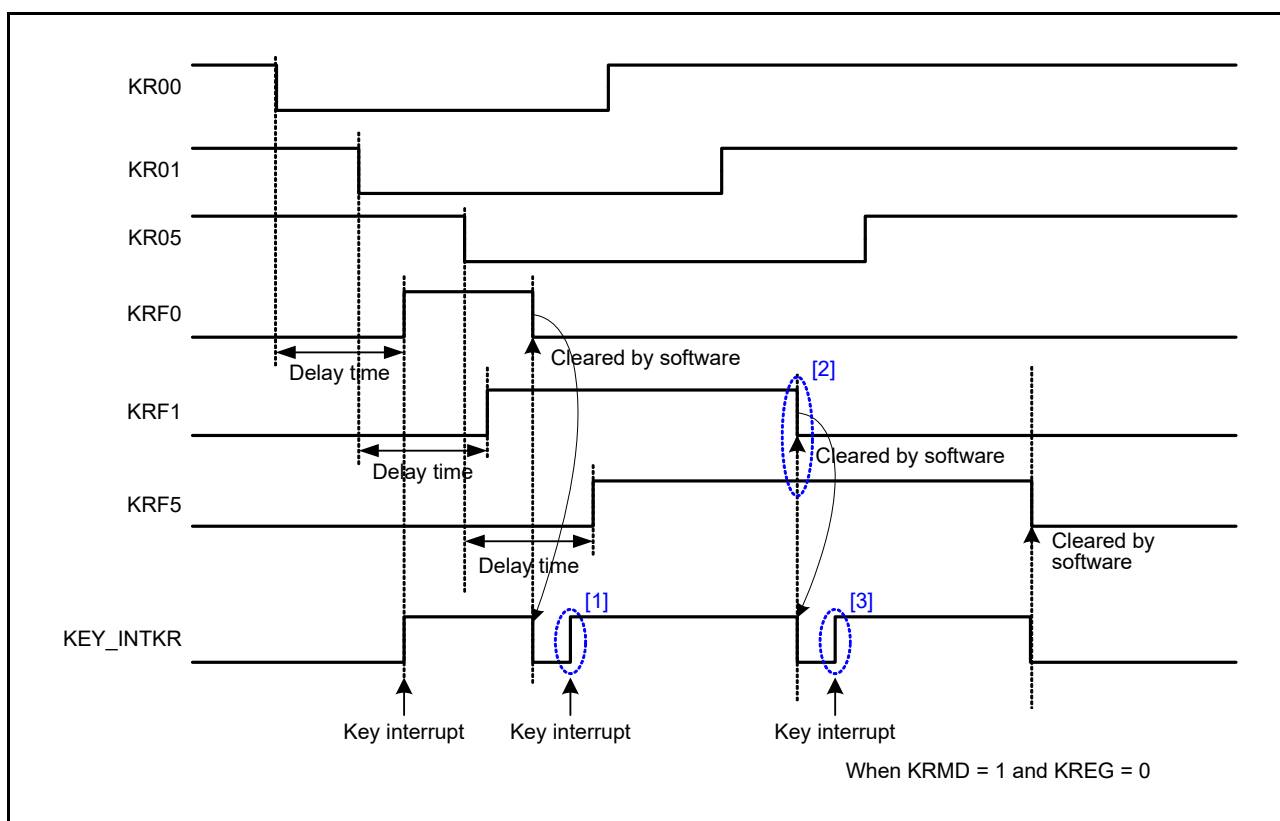 KR00
KR01
KR05
KRF0
Cleared by software
Delay time
[2]
KRF1
Cleared by software
Delay time
KRF5
Cleared by
software
Delay time
[1]
[3]
KEY_INTKR
Key interrupt
Key interrupt
Key interrupt
When KRMD = 1 and KREG = 0